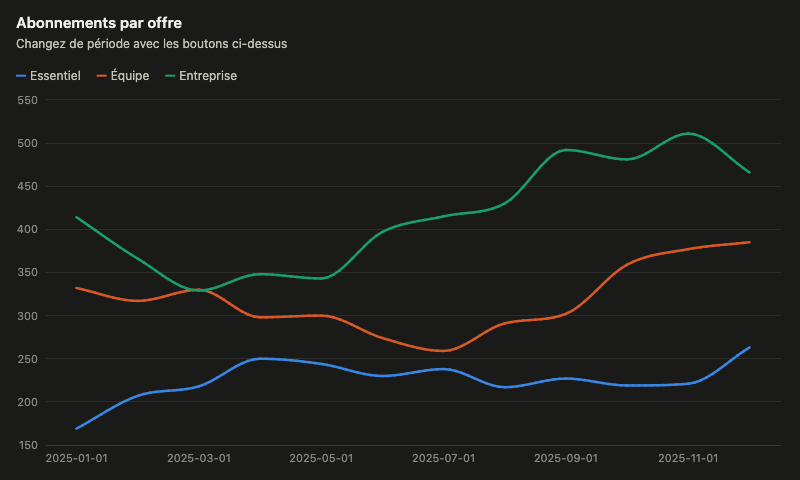 Abonnements par offre
Changez de période avec les boutons ci-dessus
Essentiel Équipe Entreprise
550
500
450
400
350
300
250
200
150
2025-01-01 2025-03-01 2025-05-01 2025-07-01 2025-09-01 2025-11-01